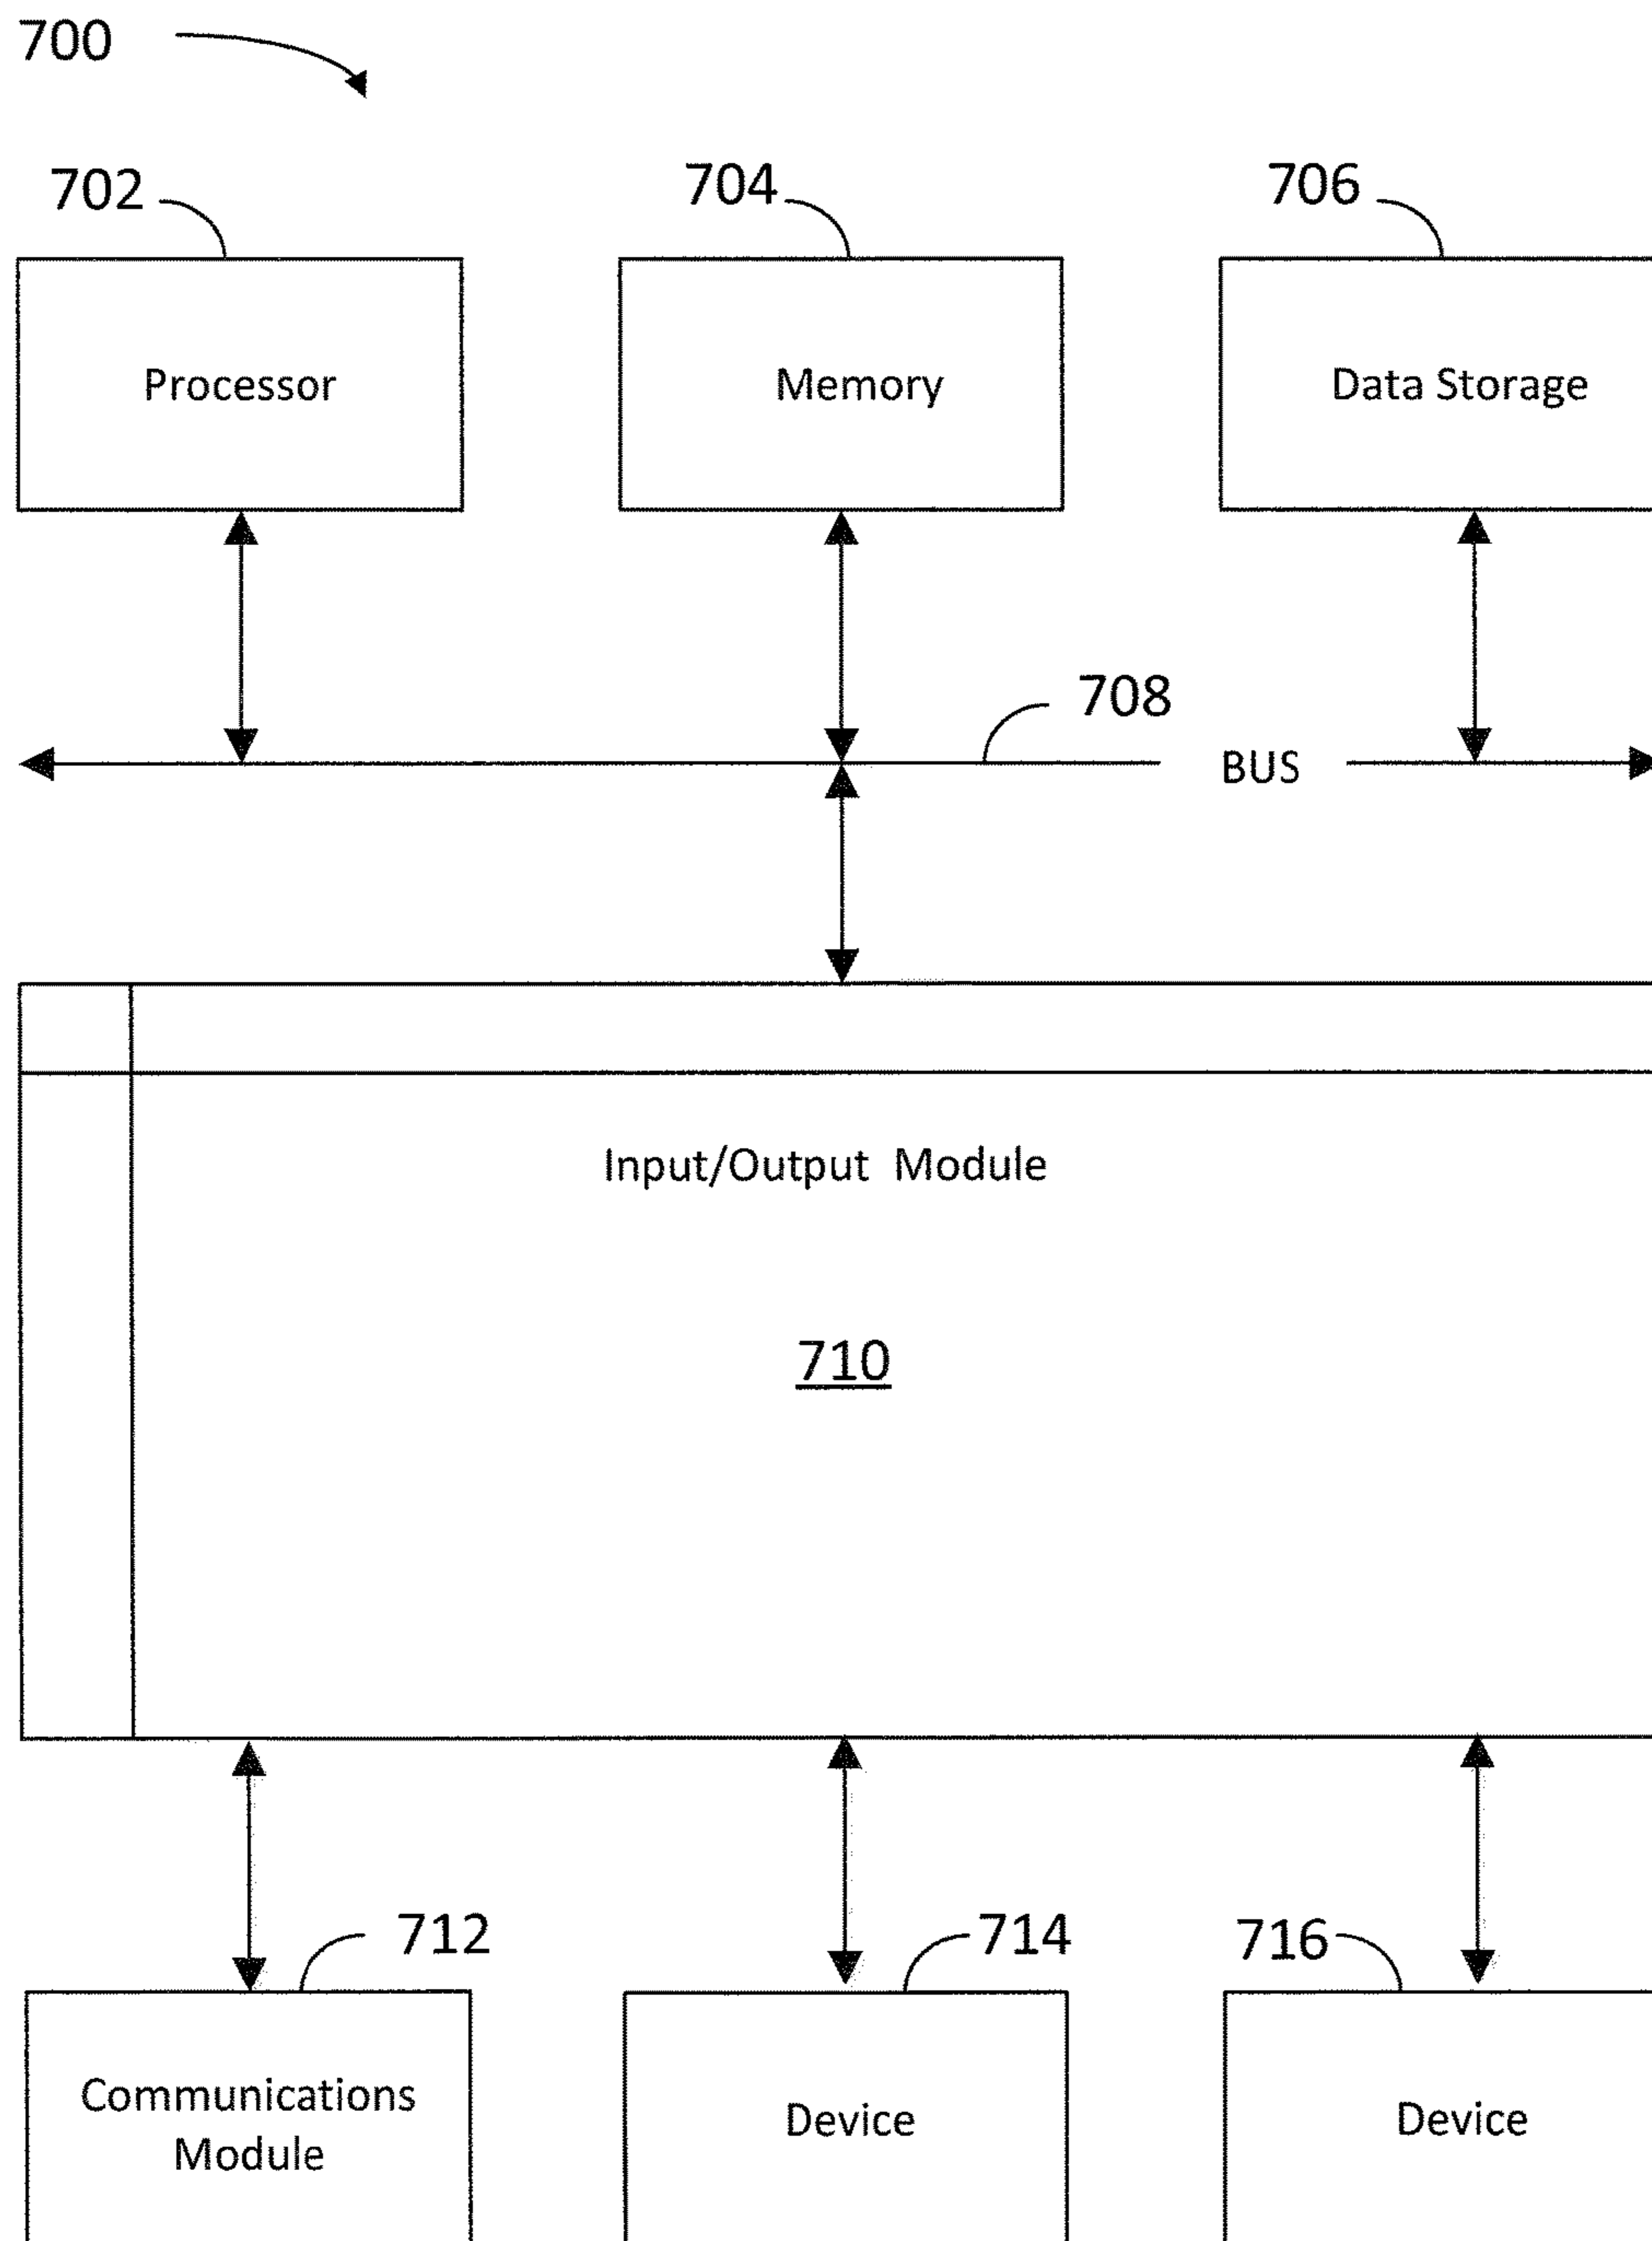 700
702
704
706
Processor
Memory
Data Storage
708
BUS
Input/Output Module
710
712
714
716
Communications
Module
Device
Device